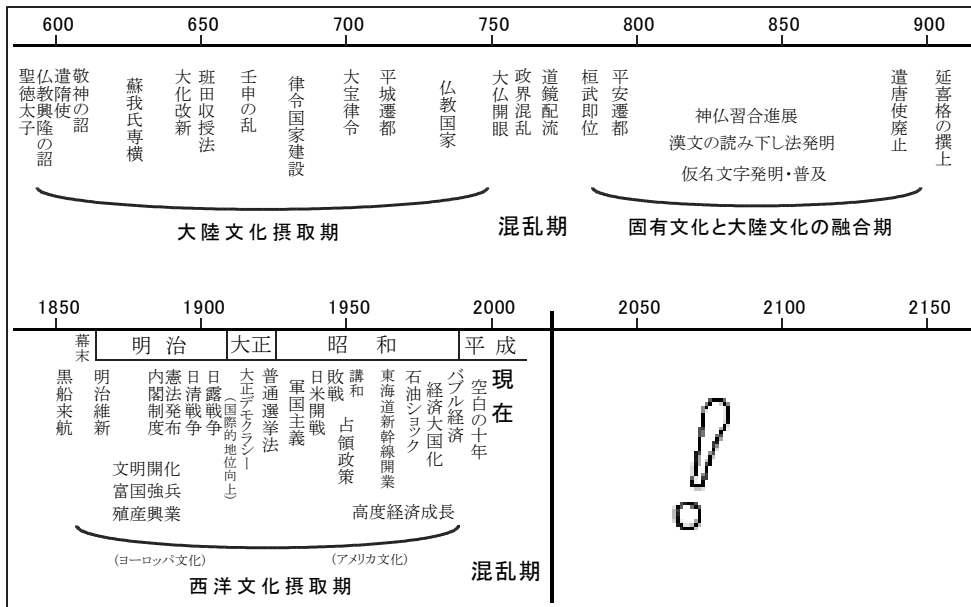 600 650 700 750 800 850 900
聖徳太子
仏教興隆の詔
遣隋使
敬神の詔
蘇我氏専横
大化改新
班田収授法
壬申の乱
律令国家建設
大宝律令
平城遷都
仏教国家
大仏開眼
政界混乱
道鏡配流
桓武即位
平安遷都
神仏習合進展
漢文の読み下し法発明
仮名文字発明・普及
遣唐使廃止
延喜格の撰上
大陸文化摂取期
混乱期
固有文化と大陸文化の融合期
1850 1900 1950 2000 2050 2100 2150
幕末
明治
大正
昭和
平成
黒船来航
明治維新
内閣制度
憲法発布
日清戦争
日露戦争
(国際的地位向上)
大正デモクラシー
普通選挙法
軍国主義
日米開戦
敗戦
講和
占領政策
東海道新幹線開業
石油ショック
経済大国化
バブル経済
空白の十年
現在
文明開化
富国強兵
殖産興業
高度経済成長
(ヨーロッパ文化)
(アメリカ文化)
西洋文化摂取期
混乱期
!